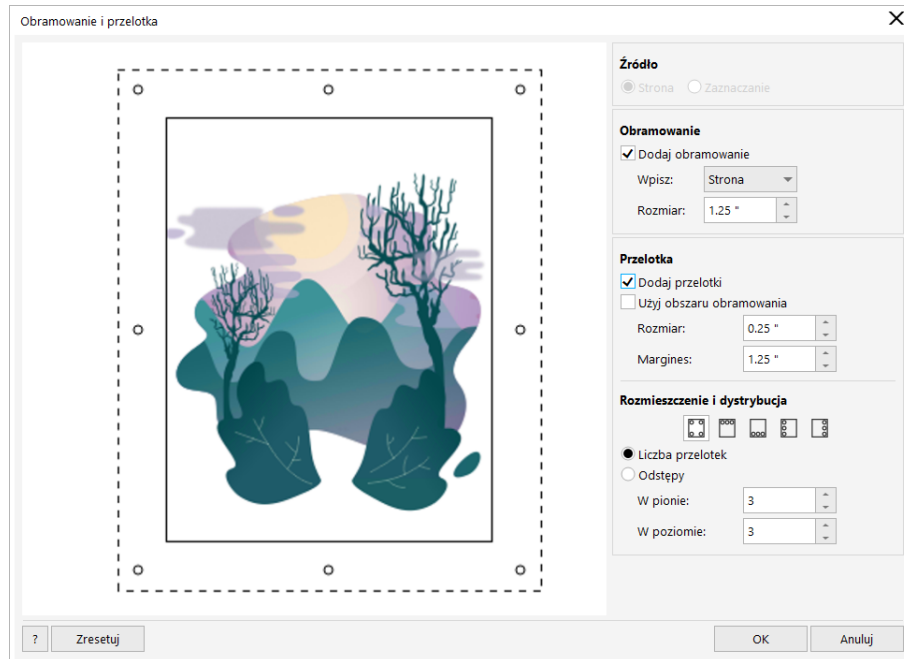 Obramowanie i przelotka
Źródło
Strona Zaznaczanie
Obramowanie
Dodaj obramowanie
Wpisz: Strona
Rozmiar: 1.25 "
Przelotka
Dodaj przelotki
Użyj obszaru obramowania
Rozmiar: 0.25 "
Margines: 1.25 "
Rozmieszczenie i dystrybucja
Liczba przelotek
Odstępy
W pionie: 3
W poziomie: 3
? Zresetuj OK Anuluj